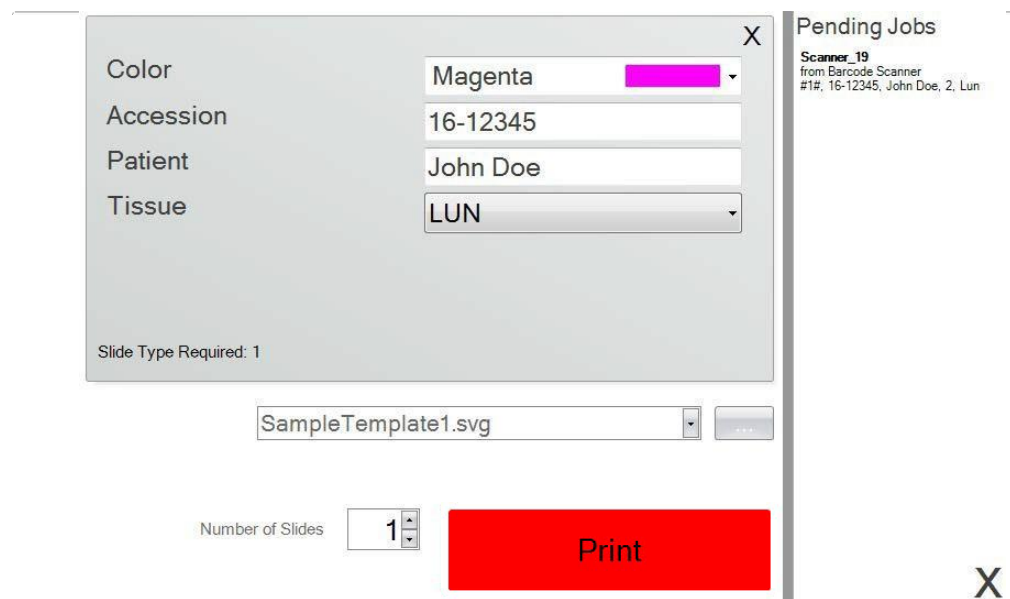 X
Color
Magenta
Accession
16-12345
Patient
John Doe
Tissue
LUN
Slide Type Required: 1
SampleTemplate1.svg
...
Number of Slides
1
Print
Pending Jobs
Scanner_19
from Barcode Scanner
#1#, 16-12345, John Doe, 2, Lun
X